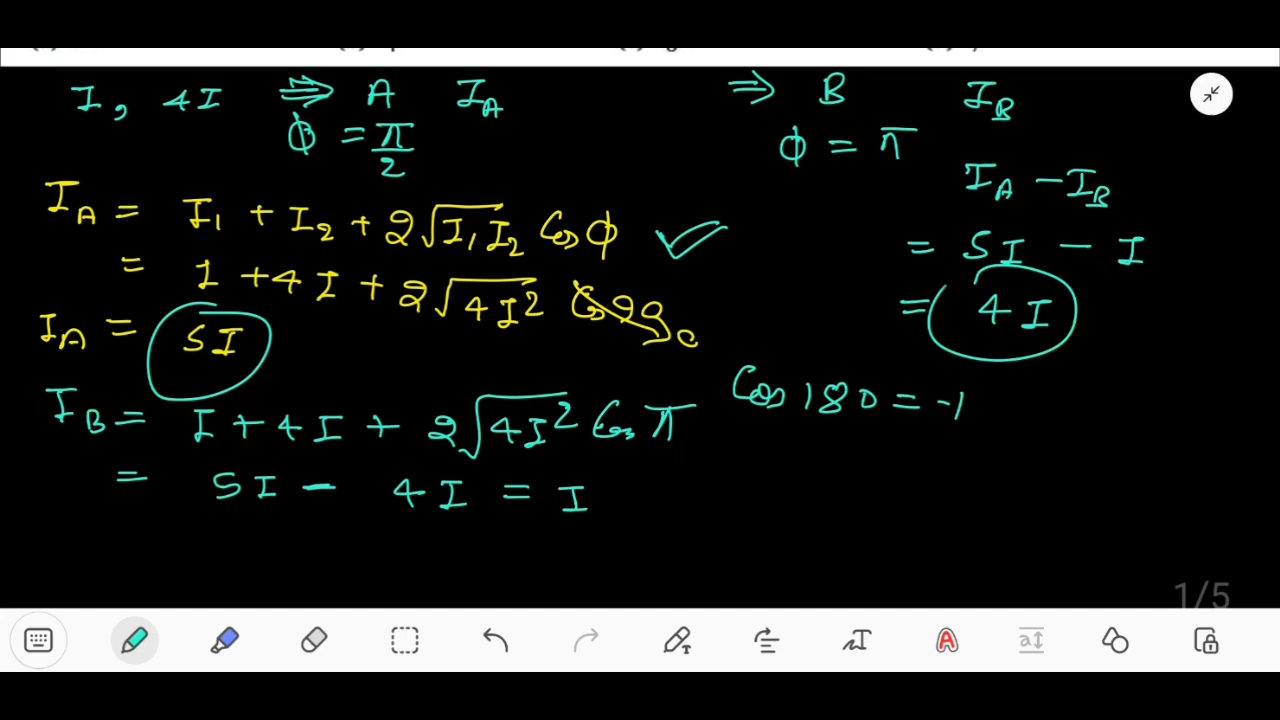 I, 4I ⇒ A I_A ⇒ B I_B
ϕ = π/2 ϕ = π
I_A - I_B
I_A = I₁ + I₂ + 2√I₁I₂ Cos ϕ ✓
= 5I - I
= 1 + 4I + 2√4I² Cos 90
= 4I
I_A = 5I
Cos 180 = -1
I_B = I + 4I + 2√4I² Cos π
= 5I - 4I = I
1/5
T
T
A
a